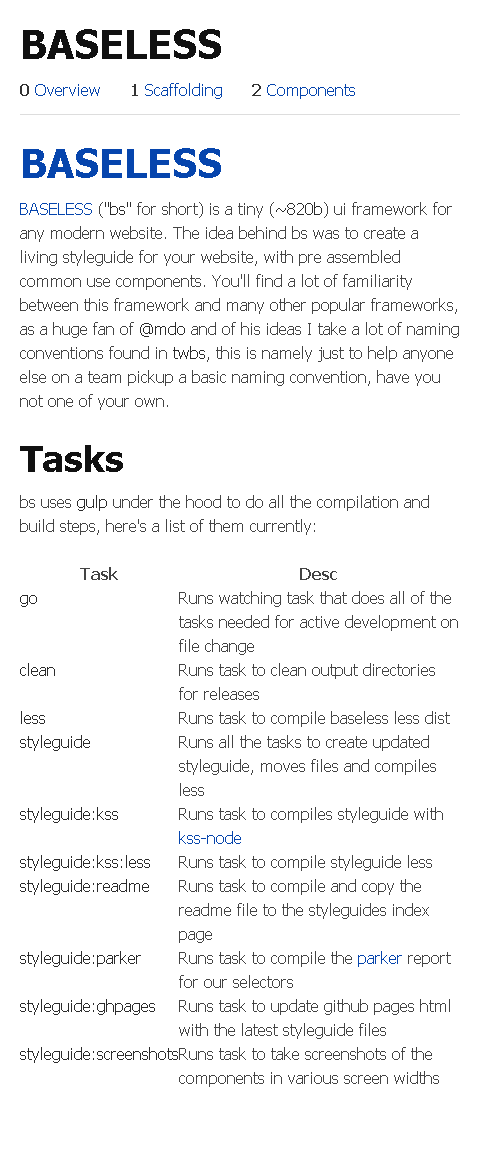 BASELESS
0 Overview 1 Scaffolding 2 Components
BASELESS
BASELESS ("bs" for short) is a tiny (~820b) ui framework for
any modern website. The idea behind bs was to create a
living styleguide for your website, with pre assembled
common use components. You'll find a lot of familiarity
between this framework and many other popular frameworks,
as a huge fan of @mdo and of his ideas I take a lot of naming
conventions found in twbs, this is namely just to help anyone
else on a team pickup a basic naming convention, have you
not one of your own.
Tasks
bs uses gulp under the hood to do all the compilation and
build steps, here's a list of them currently:
Task Desc
go Runs watching task that does all of the
tasks needed for active development on
file change
clean Runs task to clean output directories
for releases
less Runs task to compile baseless less dist
styleguide Runs all the tasks to create updated
styleguide, moves files and compiles
less
styleguide:kss Runs task to compiles styleguide with
kss-node
styleguide:kss:less Runs task to compile styleguide less
styleguide:readme Runs task to compile and copy the
readme file to the styleguides index
page
styleguide:parker Runs task to compile the parker report
for our selectors
styleguide:ghpages Runs task to update github pages html
with the latest styleguide files
styleguide:screenshots Runs task to take screenshots of the
components in various screen widths